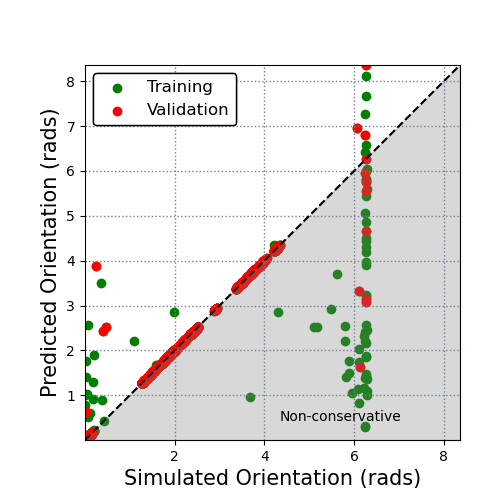 8
7
6
5
4
3
2
1
Predicted Orientation (rads)
Training
Validation
Non-conservative
2
4
6
8
Simulated Orientation (rads)